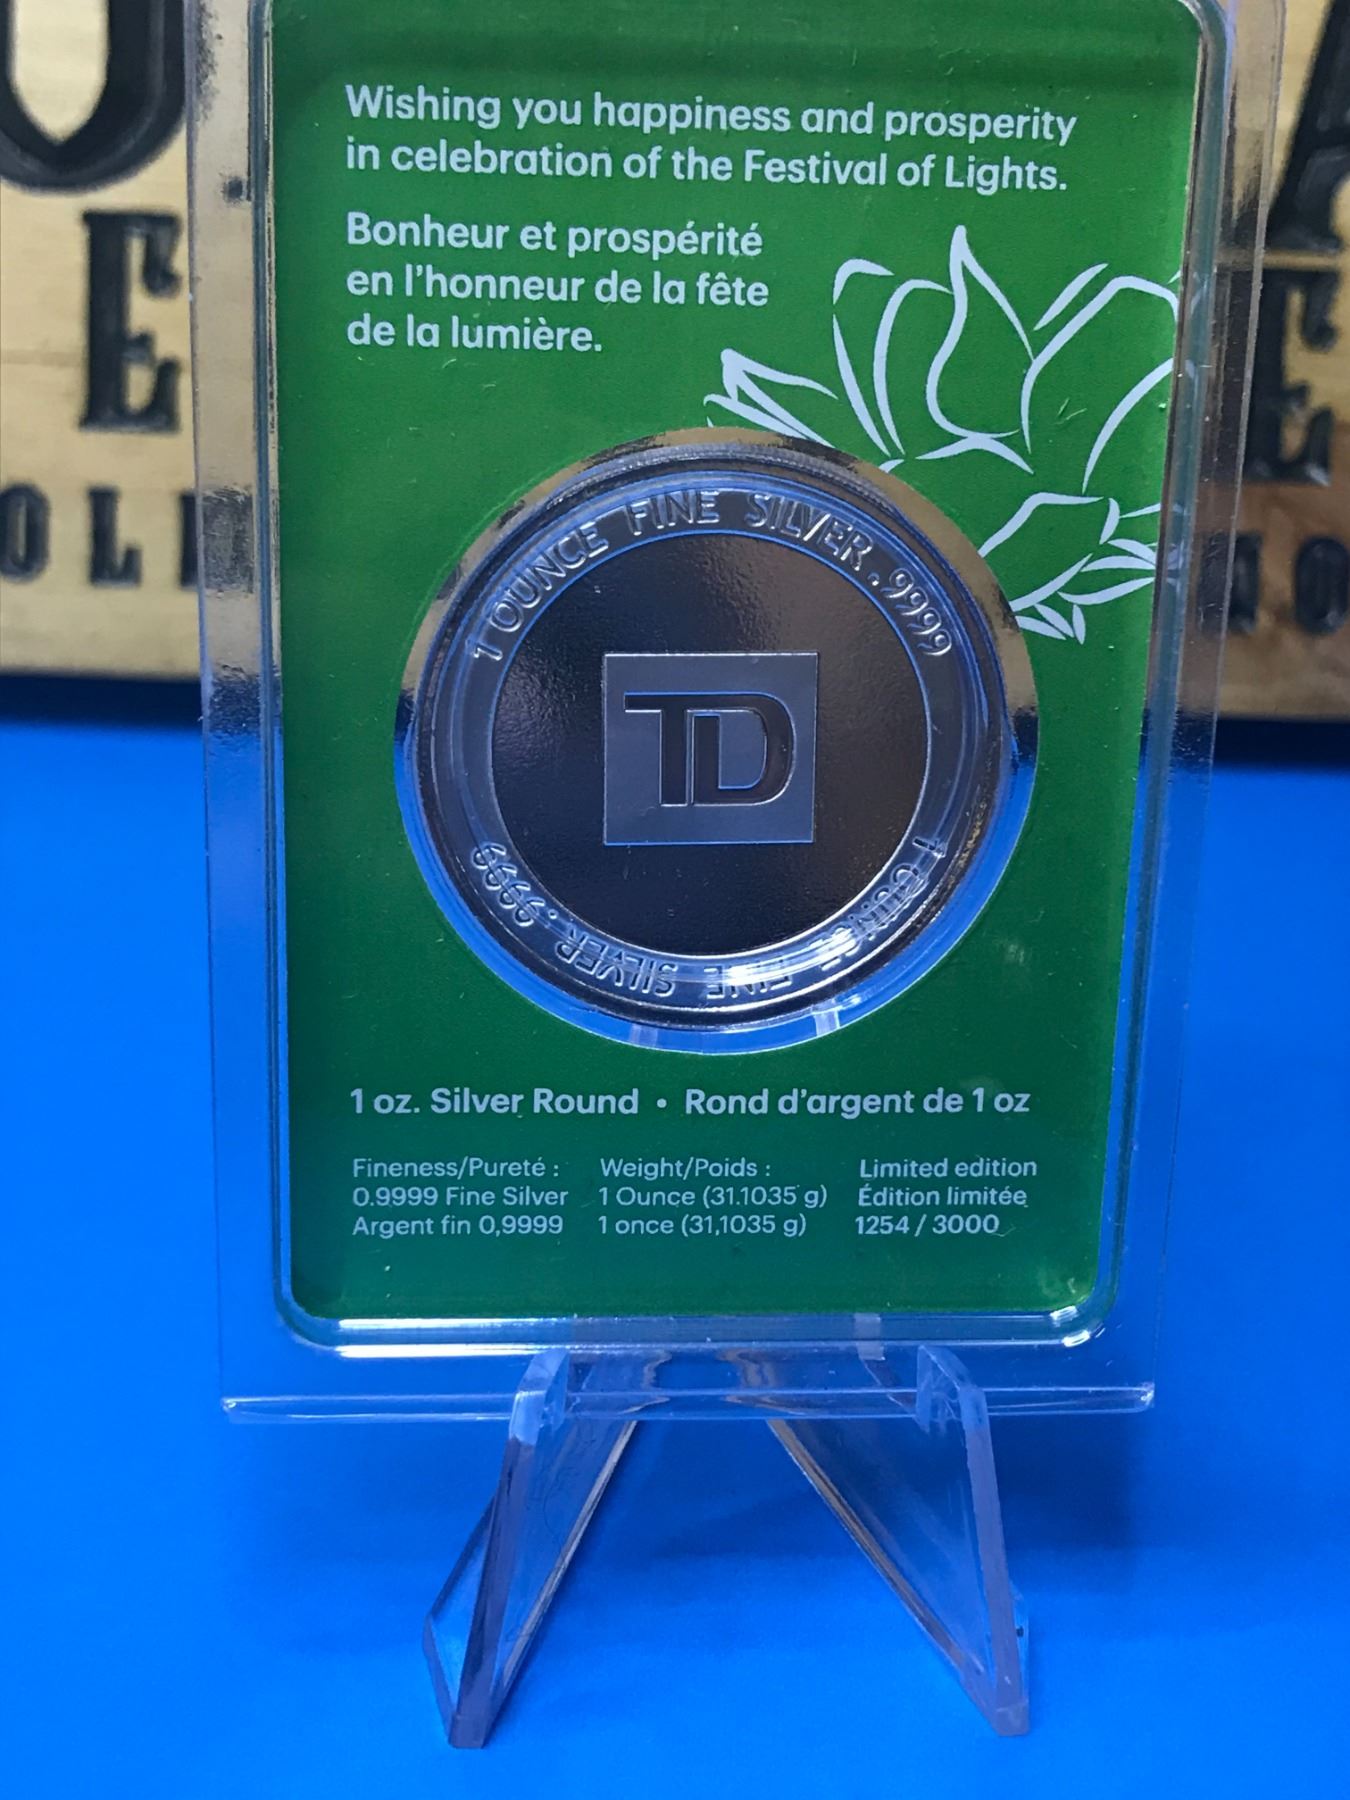 Wishing you happiness and prosperity
in celebration of the Festival of Lights.
Bonheur et prospérité
en l'honneur de la fête
de la lumière.
1 OUNCE FINE SILVER .9999
TD
1 OUNCE FINE SILVER .9999
1 oz. Silver Round • Rond d'argent de 1 oz
Fineness/Pureté :
0.9999 Fine Silver
Argent fin 0,9999
Weight/Poids :
1 Ounce (31.1035 g)
1 once (31,1035 g)
Limited edition
Édition limitée
1254 / 3000